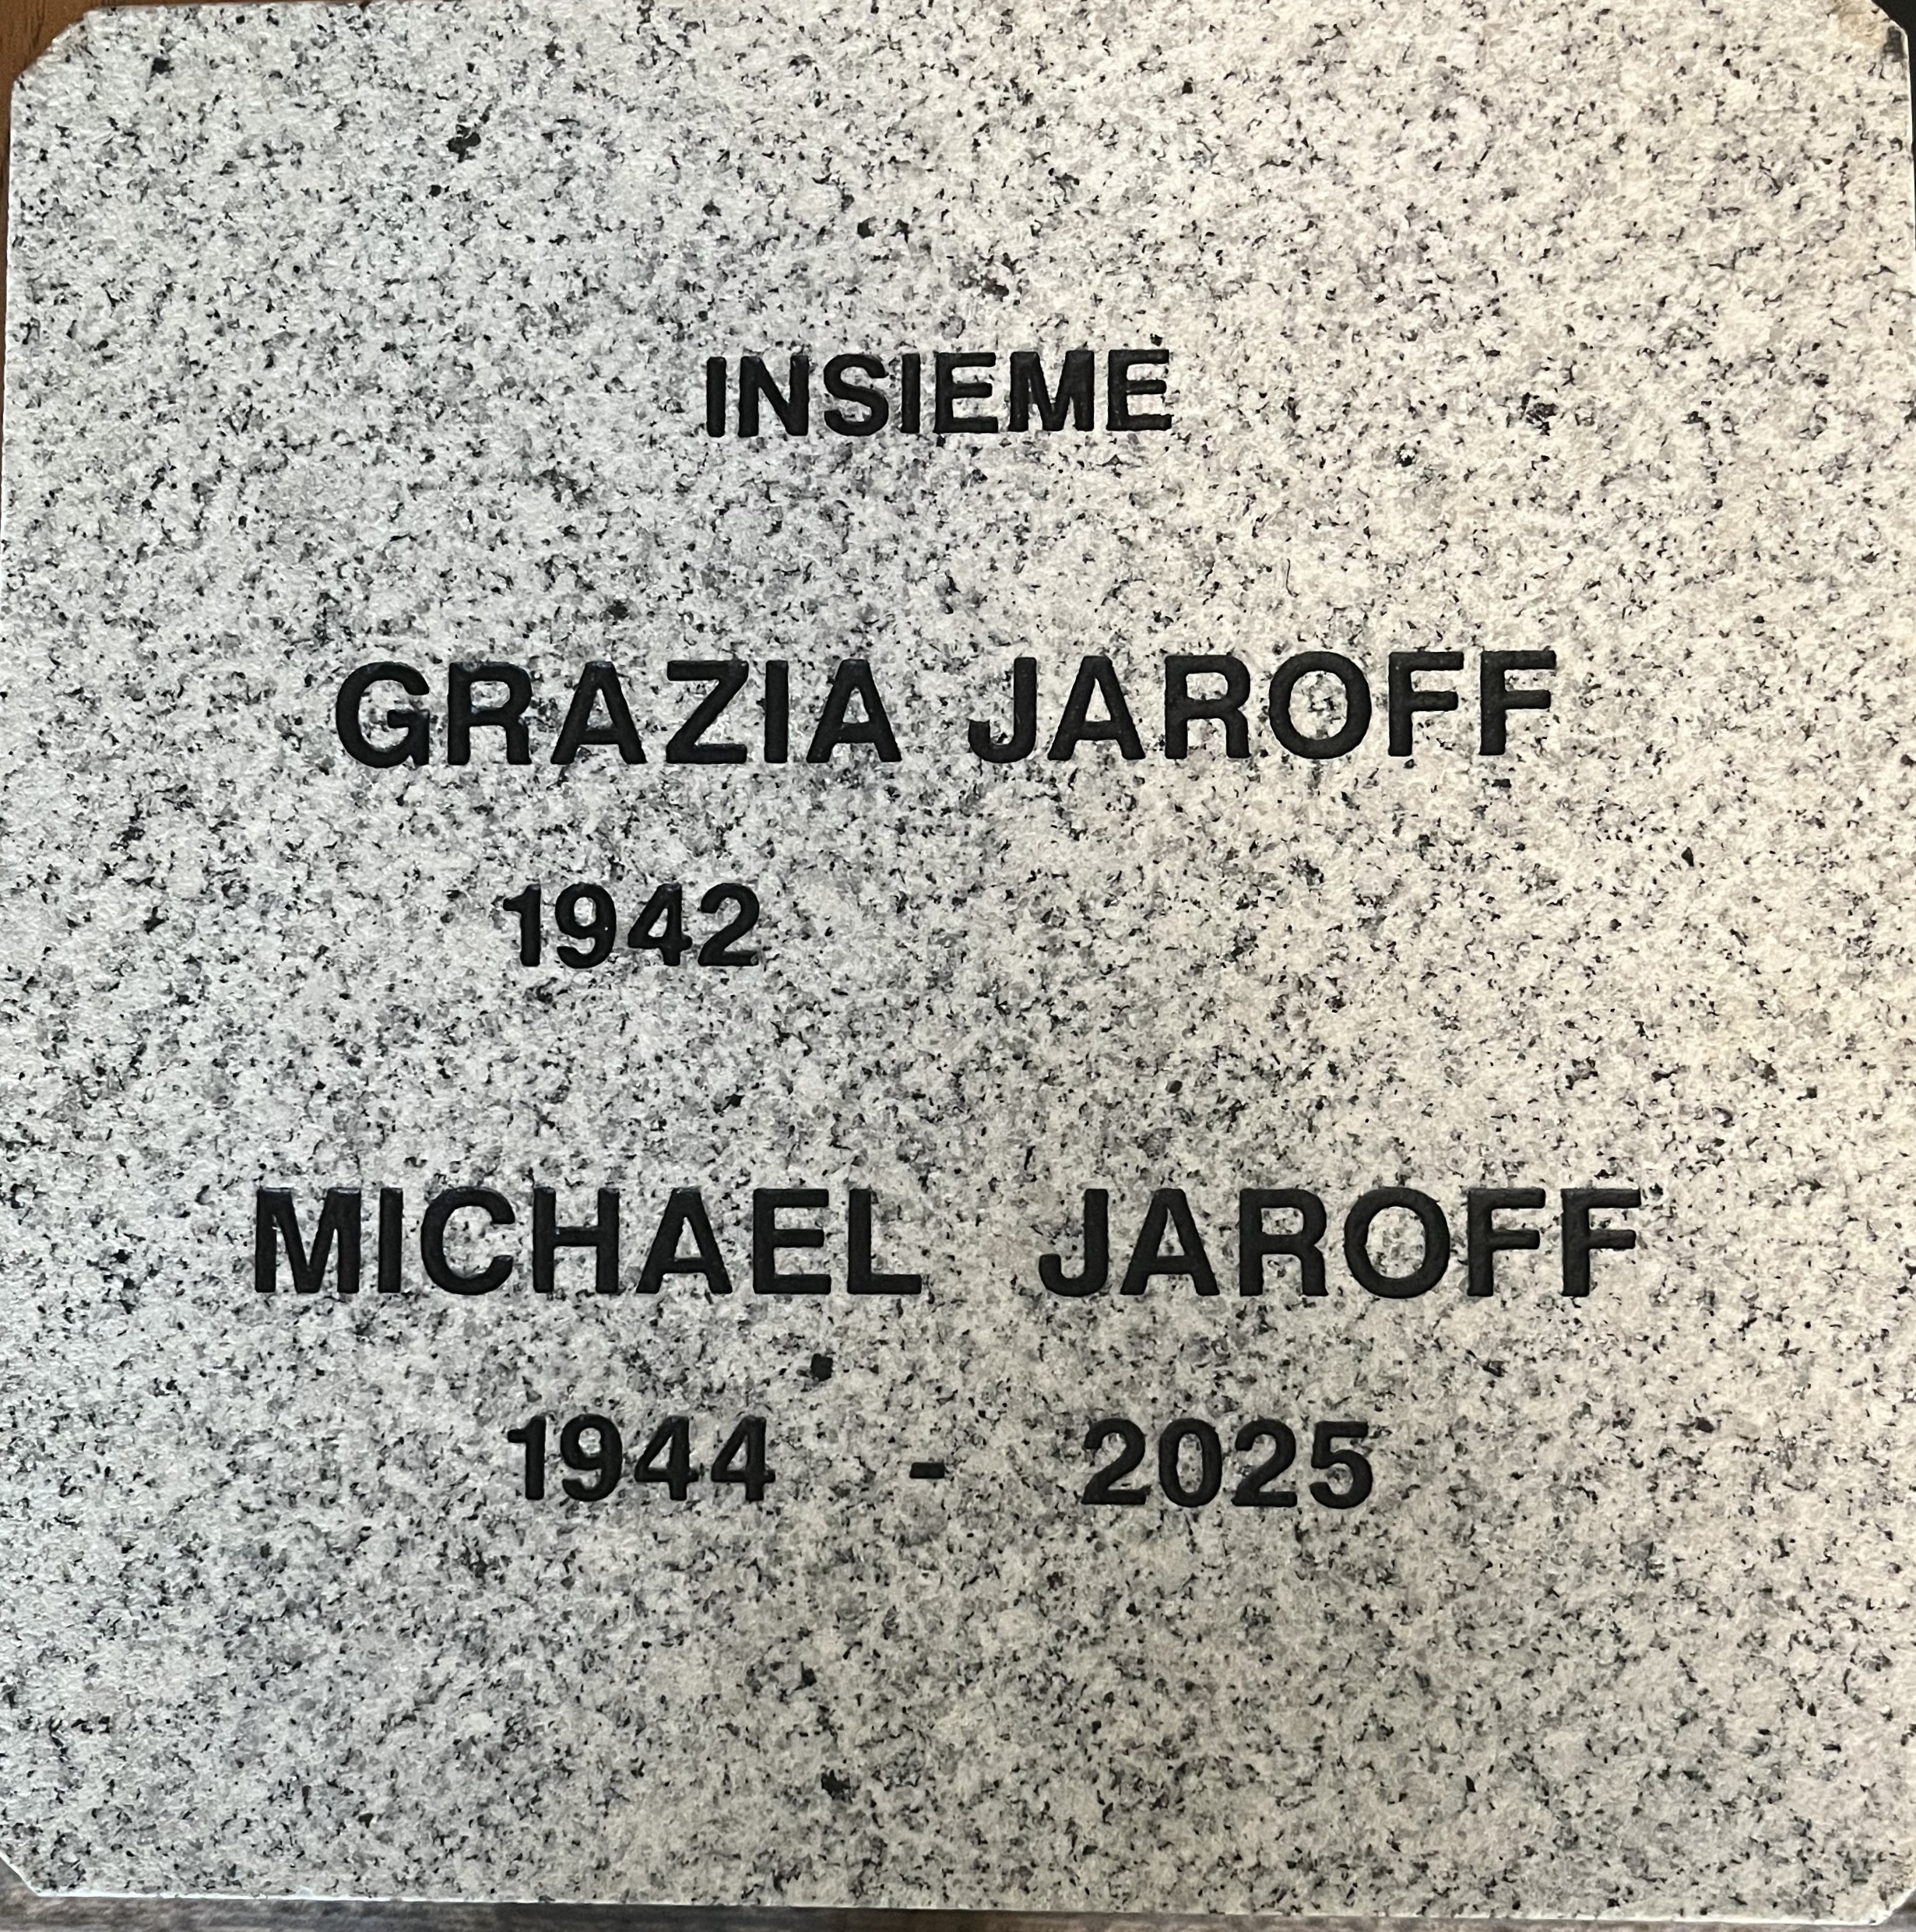 INSIEME
GRAZIA JAROFF
1942
MICHAEL JAROFF
1944 - 2025